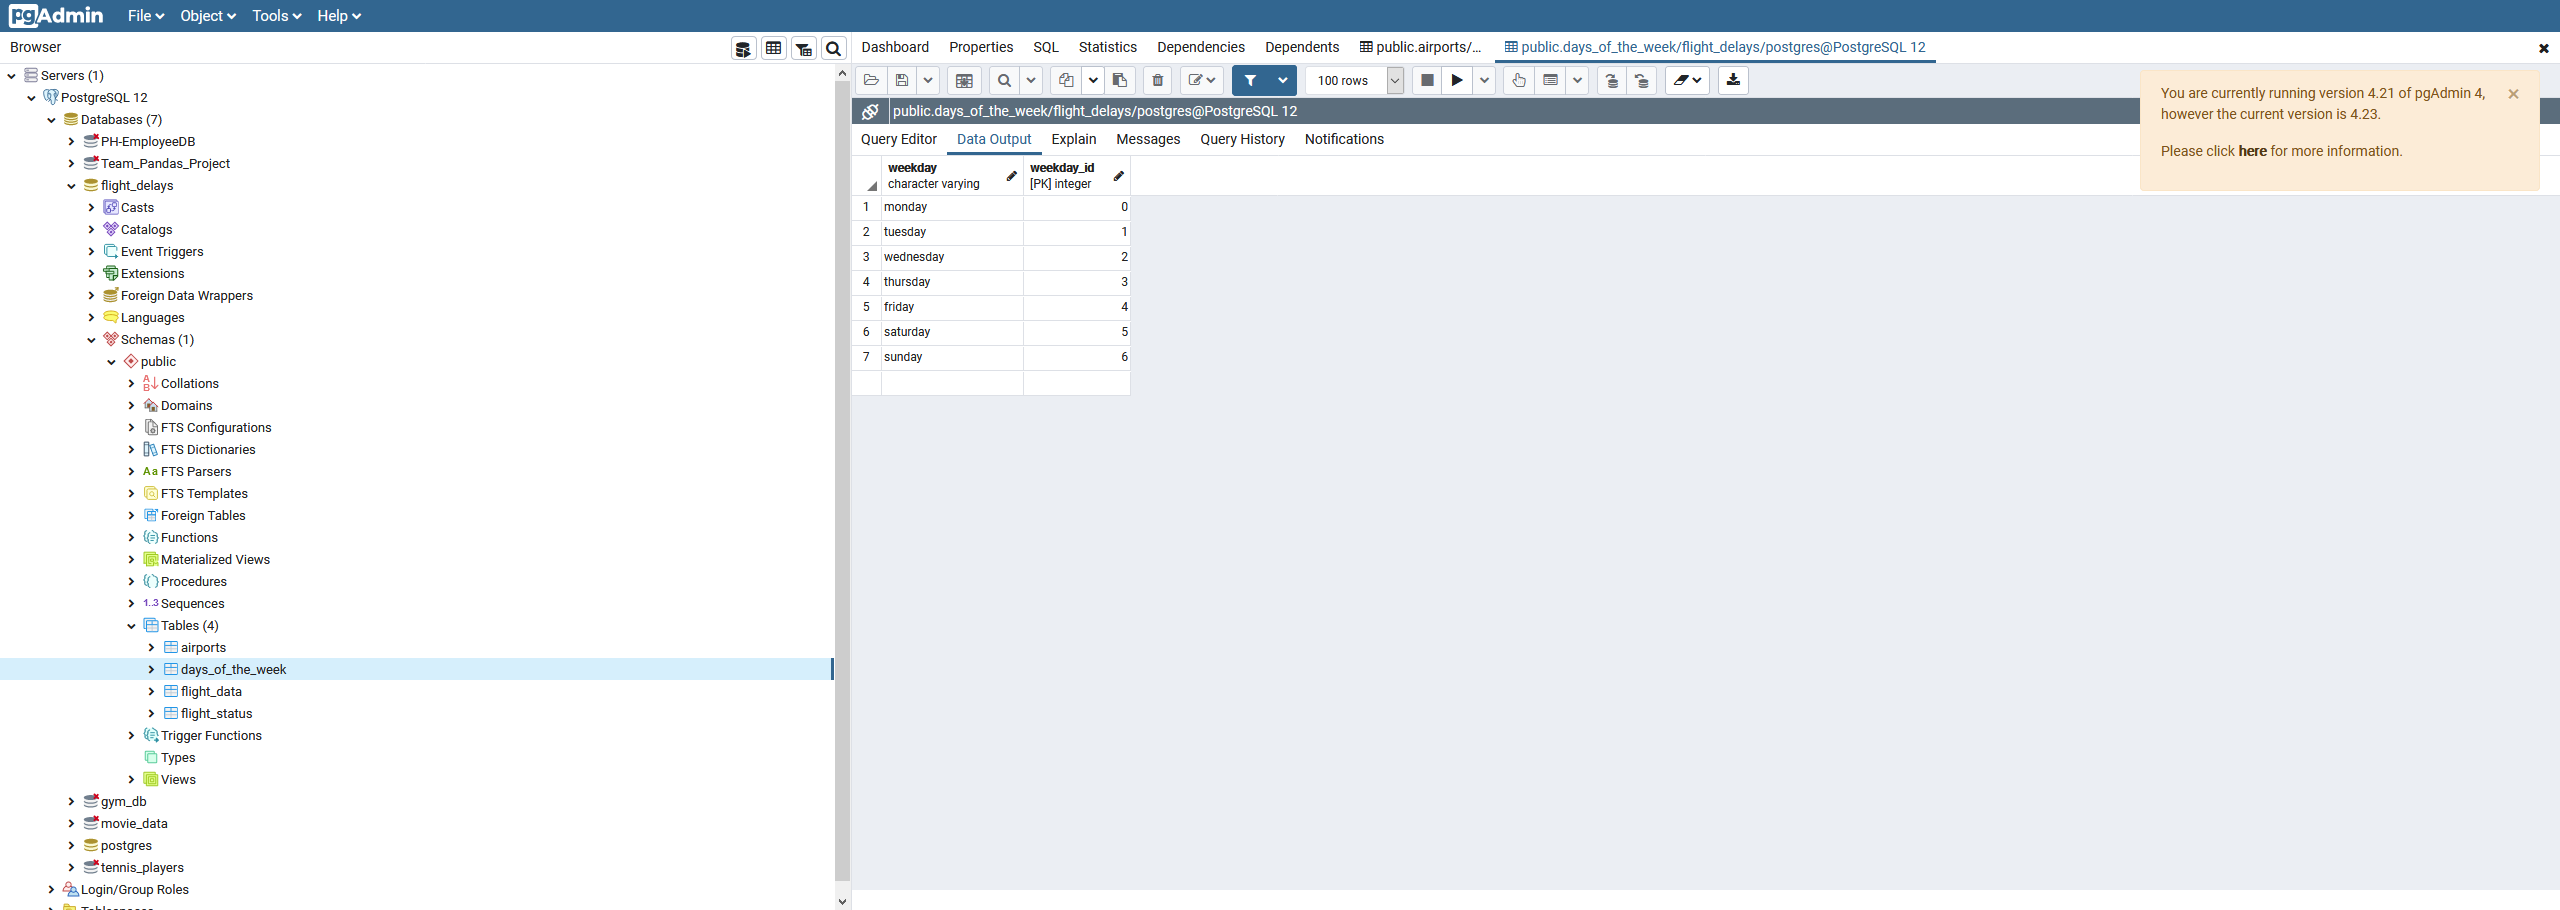 pgAdmin File Object Tools Help
Browser
Servers (1)
PostgreSQL 12
Databases (7)
PH-EmployeeDB
Team_Pandas_Project
flight_delays
Casts
Catalogs
Event Triggers
Extensions
Foreign Data Wrappers
Languages
Schemas (1)
public
Collations
Domains
FTS Configurations
FTS Dictionaries
Aa FTS Parsers
FTS Templates
Foreign Tables
Functions
Materialized Views
Procedures
1..3 Sequences
Tables (4)
airports
days_of_the_week
flight_data
flight_status
Trigger Functions
Types
Views
gym_db
movie_data
postgres
tennis_players
Login/Group Roles
Dashboard Properties SQL Statistics Dependencies Dependents public.airports/... public.days_of_the_week/flight_delays/postgres@PostgreSQL 12
100 rows
public.days_of_the_week/flight_delays/postgres@PostgreSQL 12
Query Editor Data Output Explain Messages Query History Notifications
weekday weekday_id
character varying [PK] integer
1 monday 0
2 tuesday 1
3 wednesday 2
4 thursday 3
5 friday 4
6 saturday 5
7 sunday 6
You are currently running version 4.21 of pgAdmin 4,
however the current version is 4.23.
Please click here for more information.